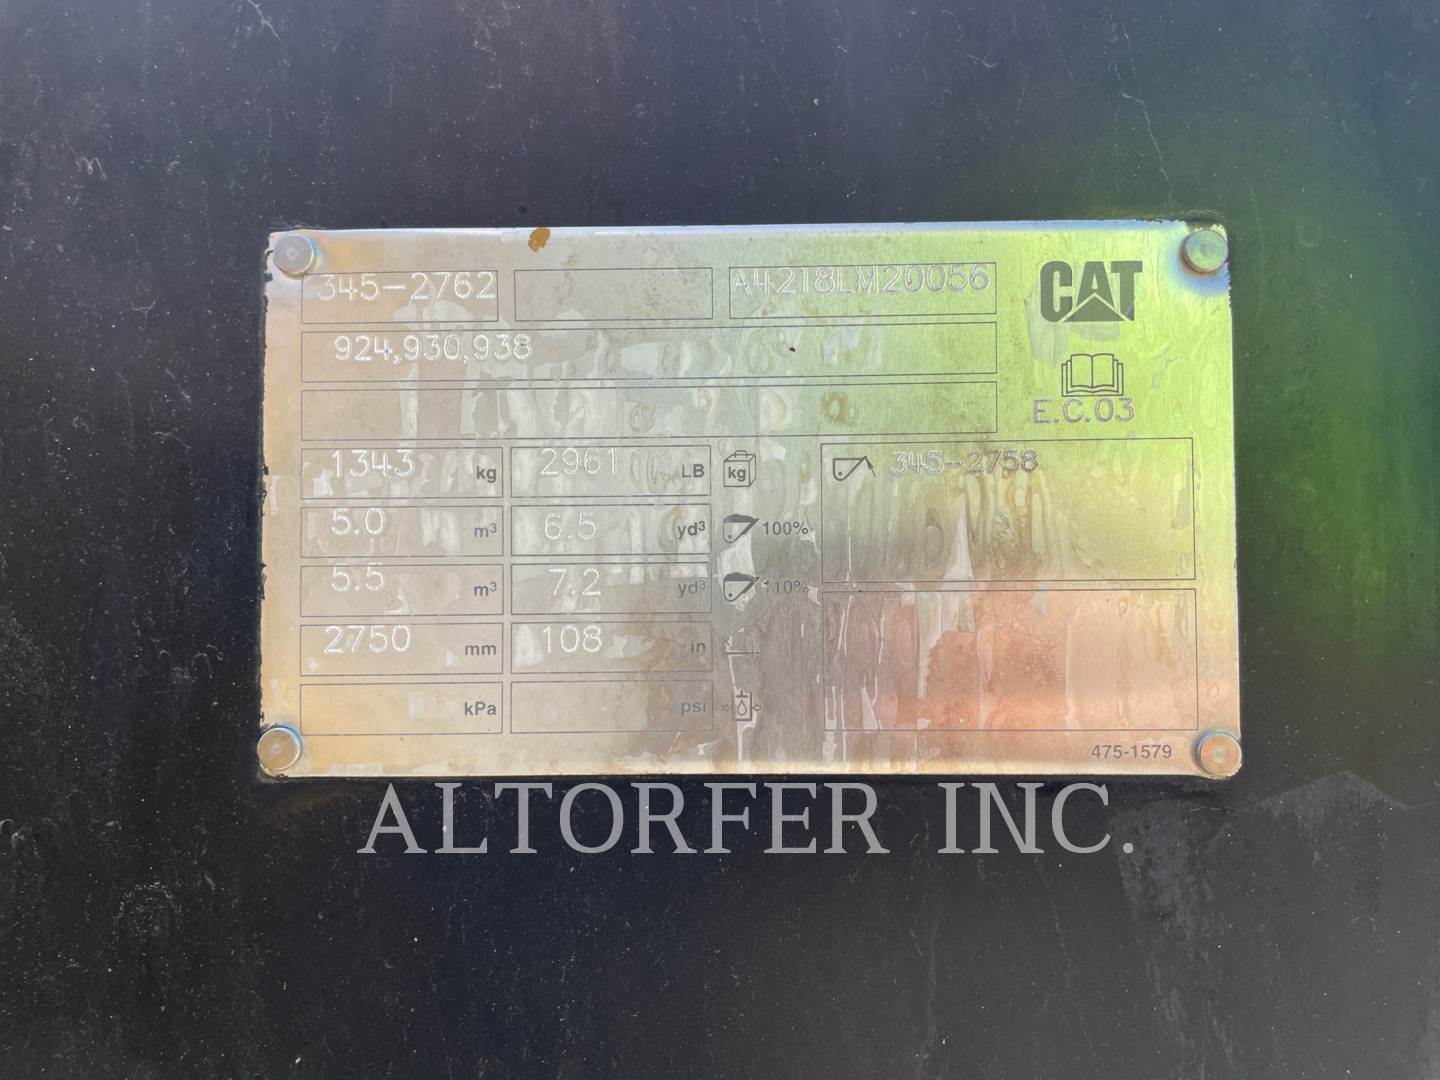 345-2762 A4218LM20056 CAT
924,930,938
E.C.03
1343 kg 2961 LB kg 345-2758
5.0 m³ 6.5 yd³ 100%
5.5 m³ 7.2 yd³ 110%
2750 mm 108 in
kPa psi
475-1579
ALTORFER INC.